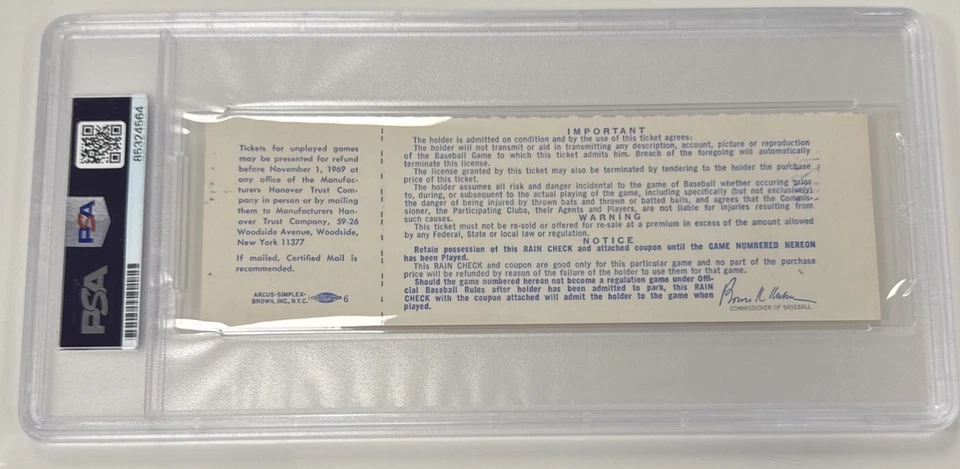 85324564
PSA
PSA
Tickets for unplayed games
may be presented for refund
before November 1, 1969 at
any office of the Manufac-
turers Hanover Trust Com-
pany in person or by mailing
them to Manufacturers Han-
over Trust Company, 59-26
Woodside Avenue, Woodside,
New York 11377
If mailed, Certified Mail is
recommended.
ARCUS-SIMPLEX-
BROWN, INC., N.Y.C. 6
IMPORTANT
The holder is admitted on condition and by the use of this ticket agrees:
The holder will not transmit or aid in transmitting any description, account, picture or reproduction
of the Baseball Game to which this ticket admits him. Breach of the foregoing will automatically
terminate this license.
The license granted by this ticket may also be terminated by tendering to the holder the purchase
price of this ticket.
The holder assumes all risk and danger incidental to the game of Baseball whether occuring prior
to, during, or subsequent to the actual playing of the game, including specifically (but not exclusively)
the danger of being injured by thrown bats and thrown or batted balls, and agrees that the Commis-
sioner, the Participating Clubs, their Agents and Players, are not liable for injuries resulting from
such causes.
WARNING
This ticket must not be re-sold or offered for re-sale at a premium in excess of the amount allowed
by any Federal, State or local law or regulation.
NOTICE
Retain possession of this RAIN CHECK and attached coupon until the GAME NUMBERED HEREON
has been Played.
This RAIN CHECK and coupon are good only for this particular game and no part of the purchase
price will be refunded by reason of the failure of the holder to use them for that game.
Should the game numbered hereon not become a regulation game under Offi-
cial Baseball Rules after holder has been admitted to park, this RAIN
CHECK with the coupon attached will admit the holder to the game when
played.
Bowie K Kuhn
COMMISSIONER OF BASEBALL